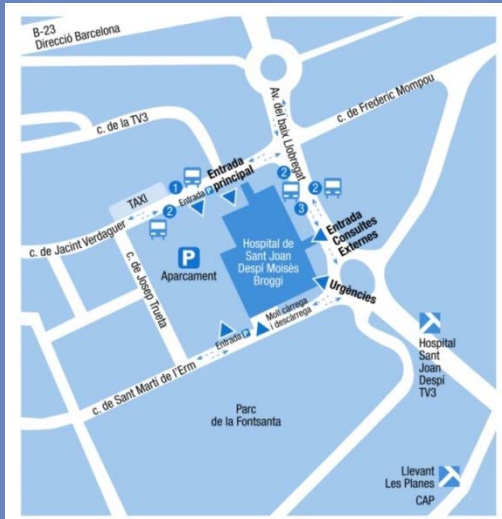 B-23
Direcció Barcelona
c. de la TV3
Av. del baix Llobregat
c. de Frederic Mompou
Entrada
principal
1
TAXI
2
Entrada P
2
2
3
c. de Jacint Verdaguer
c. de Josep Trueta
P
Aparcament
Hospital de
Sant Joan
Despí Moisès
Broggi
Entrada
Consultes
Externes
Urgències
Moll càrrega
i descàrrega
Entrada P
c. de Sant Martí de l'Erm
Hospital
Sant
Joan
Despí
TV3
Parc
de la Fontsanta
Llevant
Les Planes
CAP